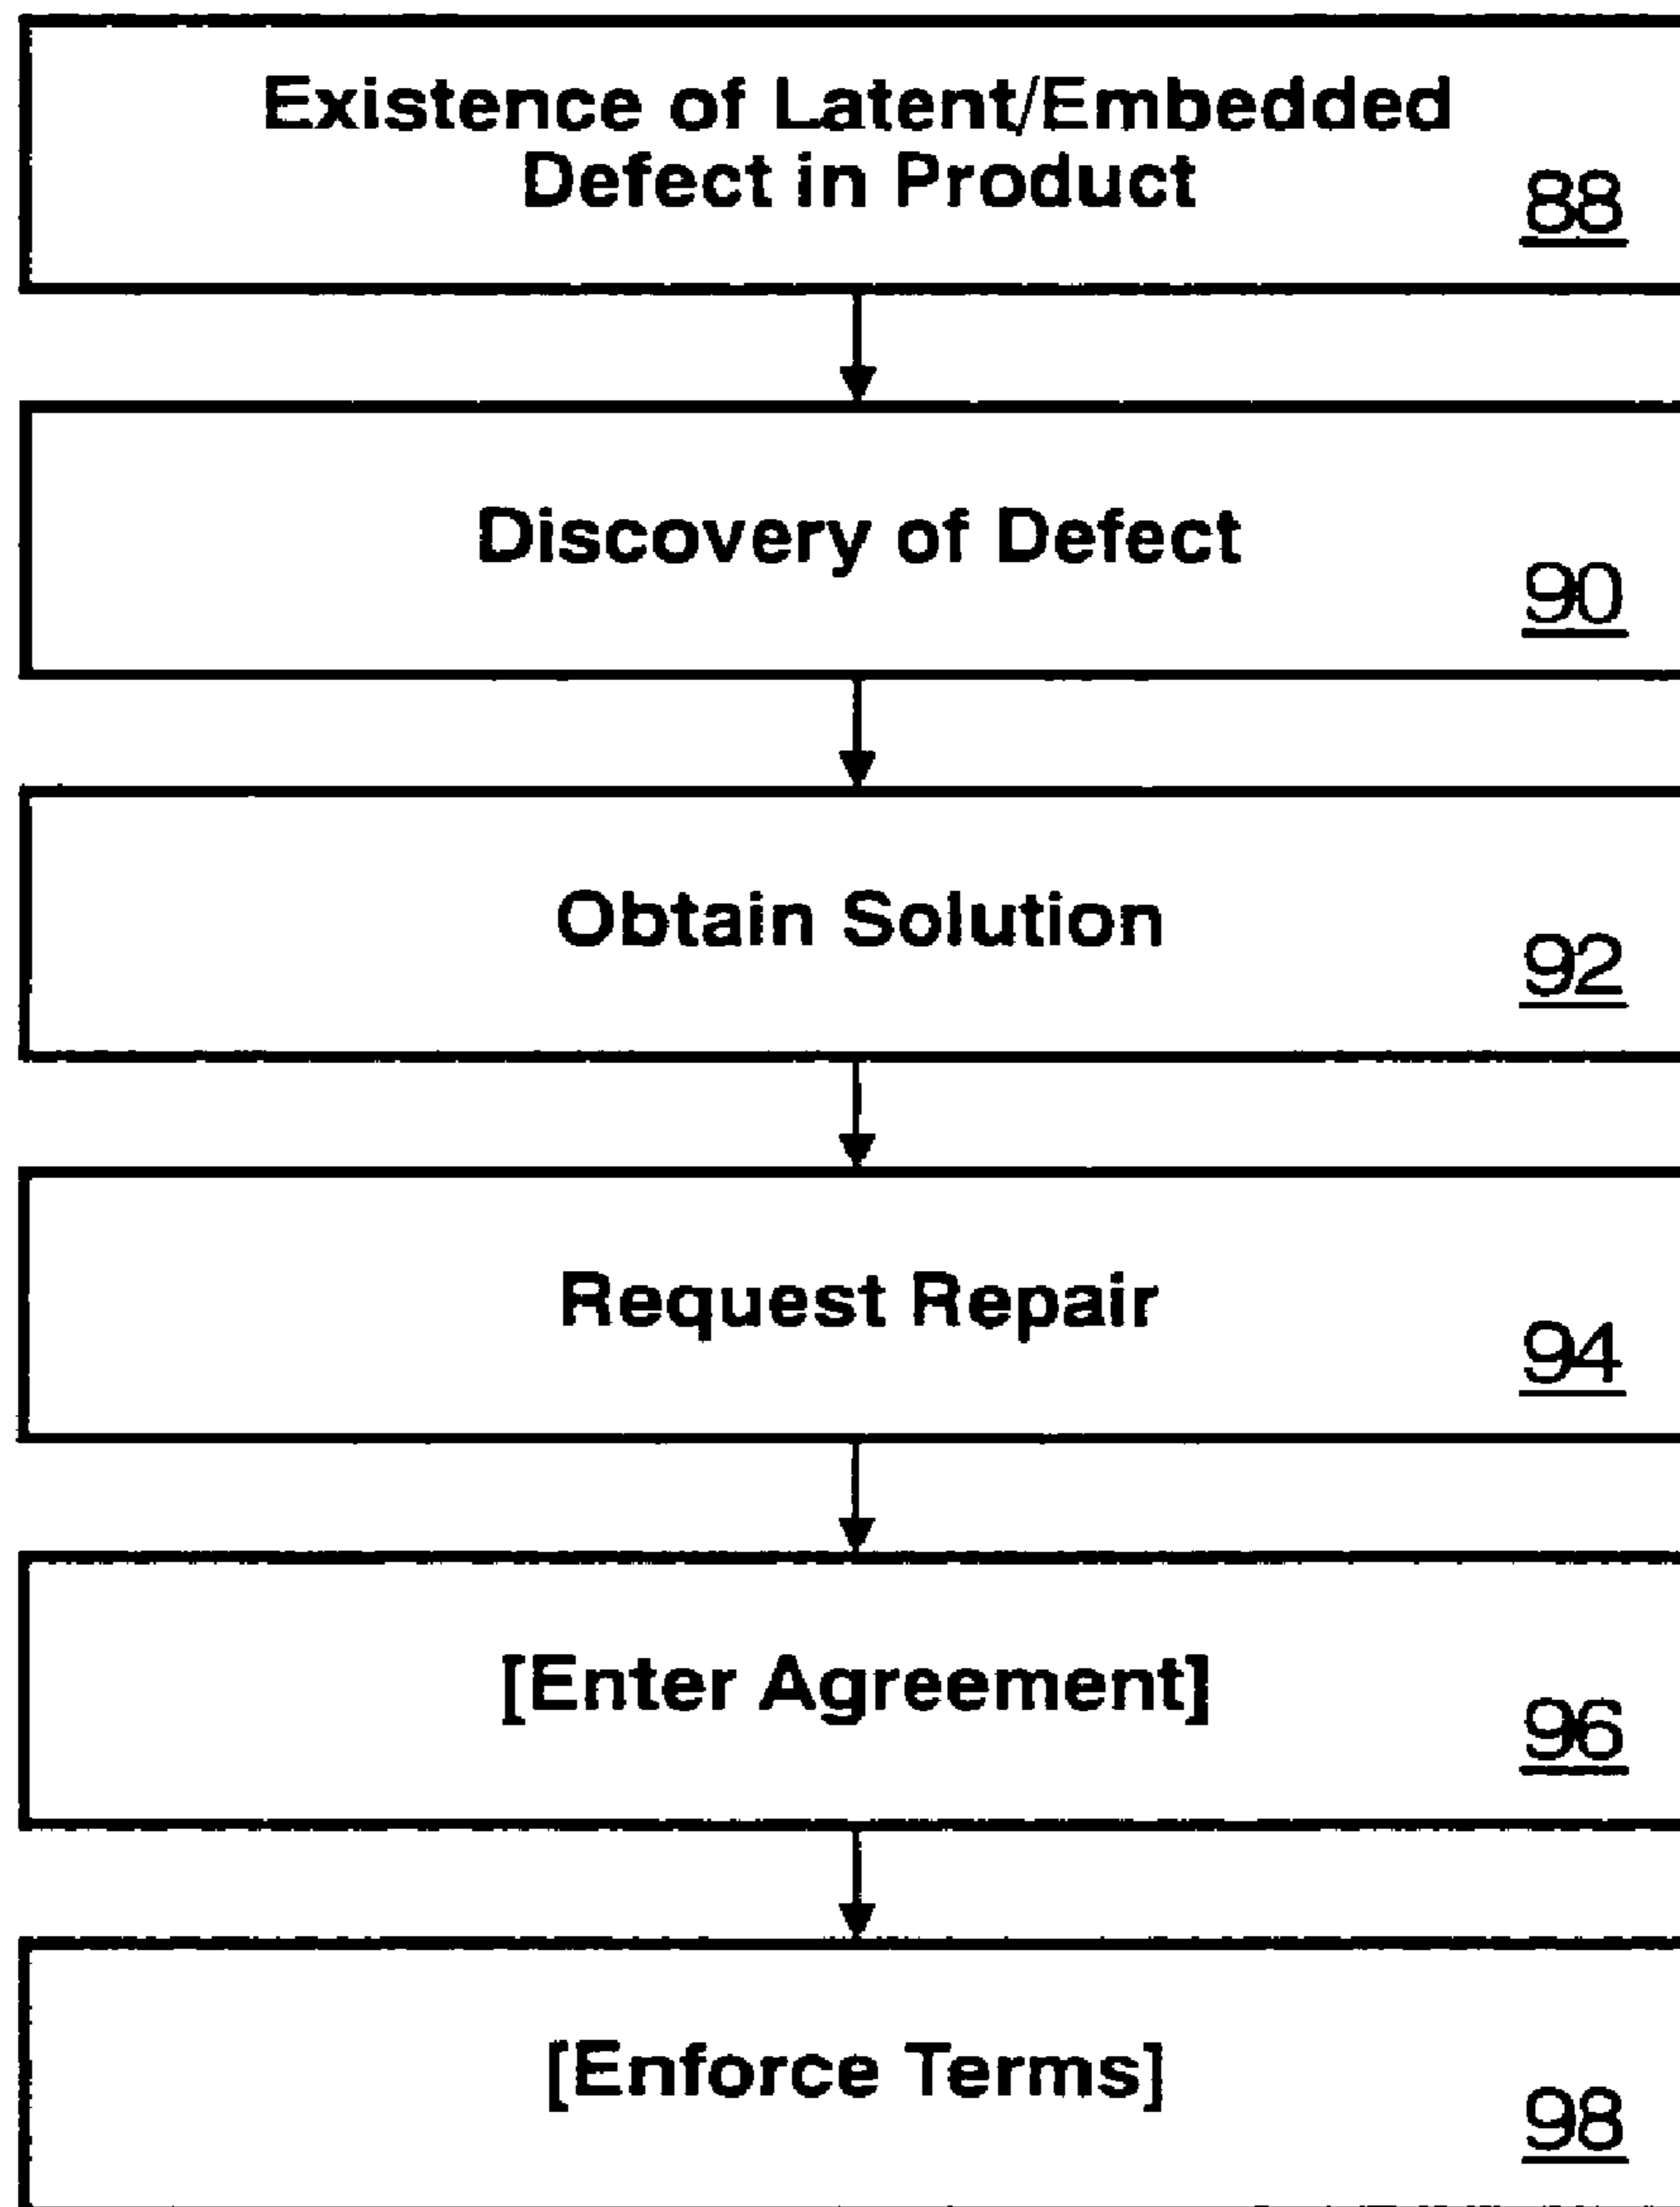 Existence of Latent/Embedded
Defect in Product
88
Discovery of Defect
90
Obtain Solution
92
Request Repair
94
[Enter Agreement]
96
[Enforce Terms]
98